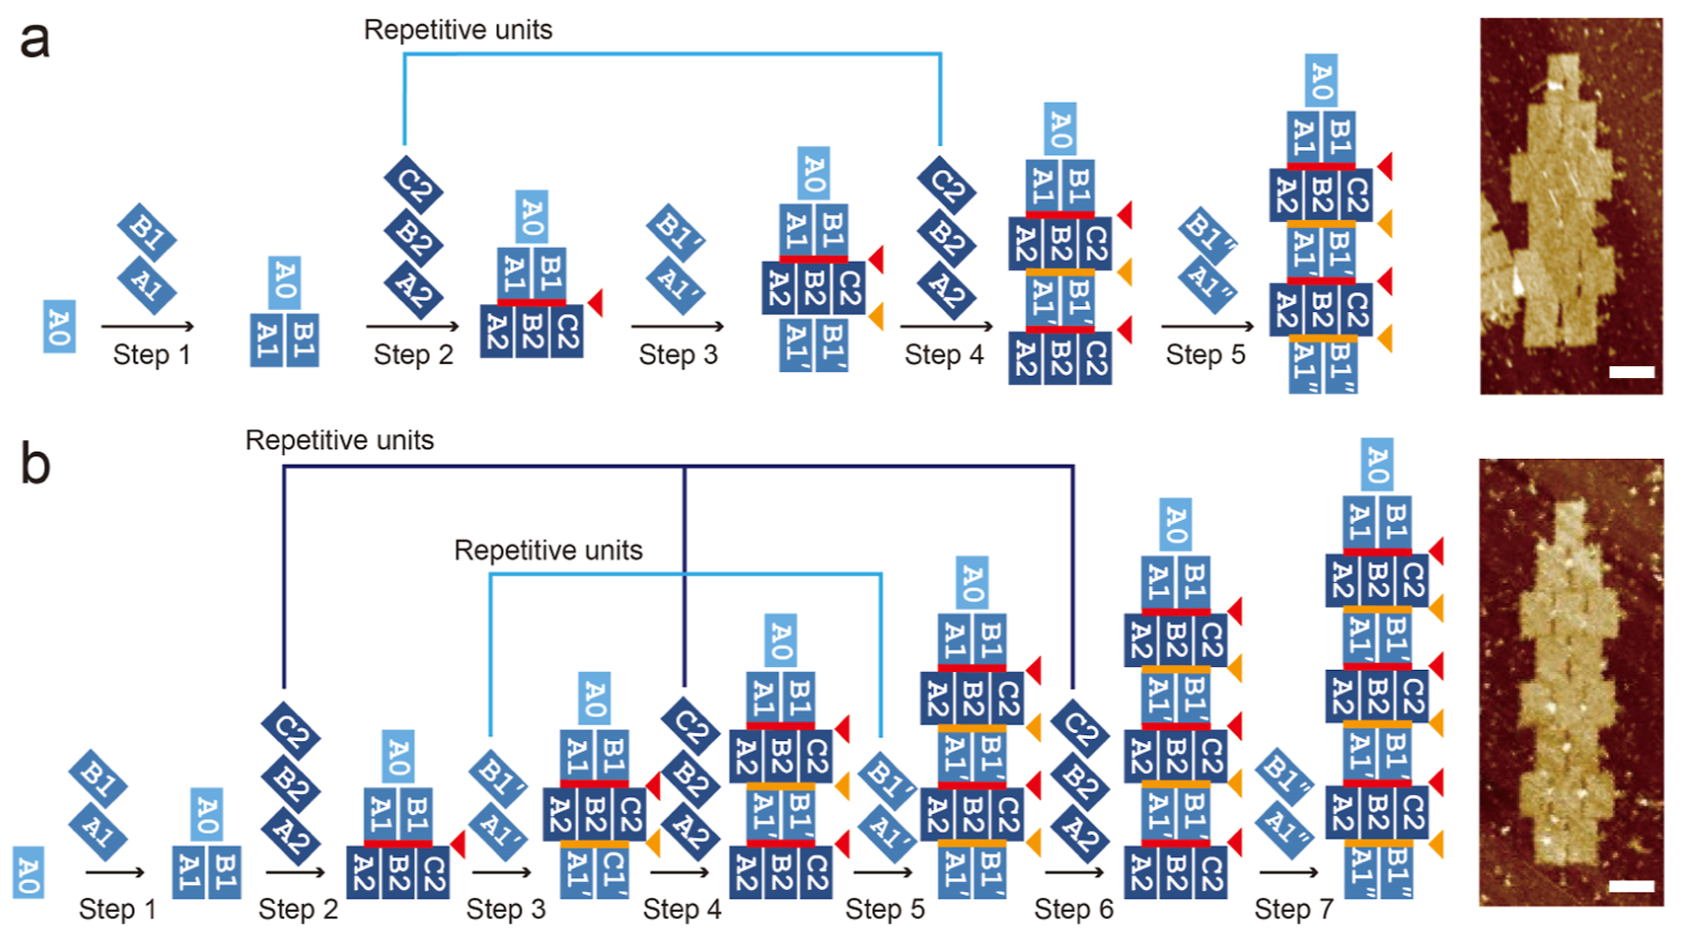 a
Repetitive units
A0
B1
A1
Step 1
A0
A1 B1
C2
B2
A2
Step 2
A0
A1 B1
A2 B2 C2
B1′
A1′
Step 3
A0
A1 B1
A2 B2 C2
A1′ B1′
C2
B2
A2
Step 4
A0
A1 B1
A2 B2 C2
A1′ B1′
A2 B2 C2
B1″
A1″
Step 5
A0
A1 B1
A2 B2 C2
A1′ B1′
A2 B2 C2
A1″ B1″
b
Repetitive units
Repetitive units
A0
B1
A1
Step 1
A0
A1 B1
C2
B2
A2
Step 2
A0
A1 B1
A2 B2 C2
B1′
A1′
Step 3
A0
A1 B1
A2 B2 C2
A1′ C1′
C2
B2
A2
Step 4
A0
A1 B1
A2 B2 C2
A1′ B1′
A2 B2 C2
B1′
A1′
Step 5
A0
A1 B1
A2 B2 C2
A1′ B1′
A2 B2 C2
A1′ B1′
C2
B2
A2
Step 6
A0
A1 B1
A2 B2 C2
A1′ B1′
A2 B2 C2
A1′ B1′
A2 B2 C2
B1″
A1″
Step 7
A0
A1 B1
A2 B2 C2
A1′ B1′
A2 B2 C2
A1′ B1′
A2 B2 C2
A1″ B1″